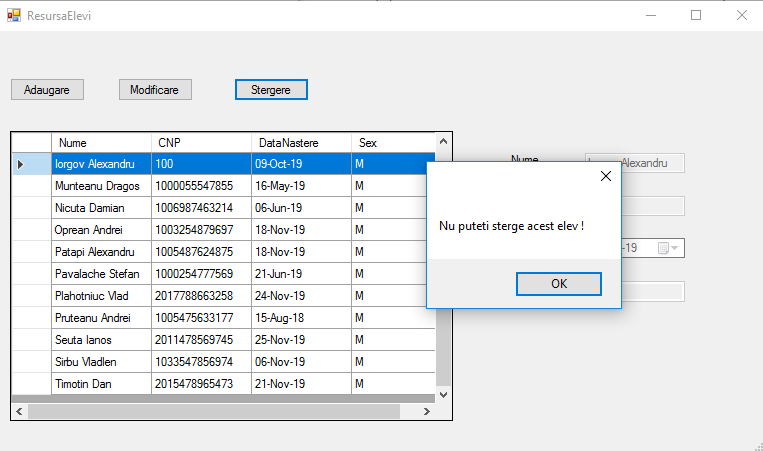 ResursaElevi
Adaugare Modificare Stergere
Nume CNP DataNastere Sex
Iorgov Alexandru 100 09-Oct-19 M
Munteanu Dragos 1000055547855 16-May-19 M
Nicuta Damian 1006987463214 06-Jun-19 M
Oprean Andrei 1003254879697 18-Nov-19 M
Patapi Alexandru 1005487624875 18-Nov-19 M
Pavalache Stefan 1000254777569 21-Jun-19 M
Plahotniuc Vlad 2017788663258 24-Nov-19 M
Pruteanu Andrei 1005475633177 15-Aug-18 M
Seuta Ianos 2011478569745 25-Nov-19 M
Sirbu Vladlen 1033547856974 06-Nov-19 M
Timotin Dan 2015478965473 21-Nov-19 M
Nume Alexandru
-19
Nu puteti sterge acest elev !
OK